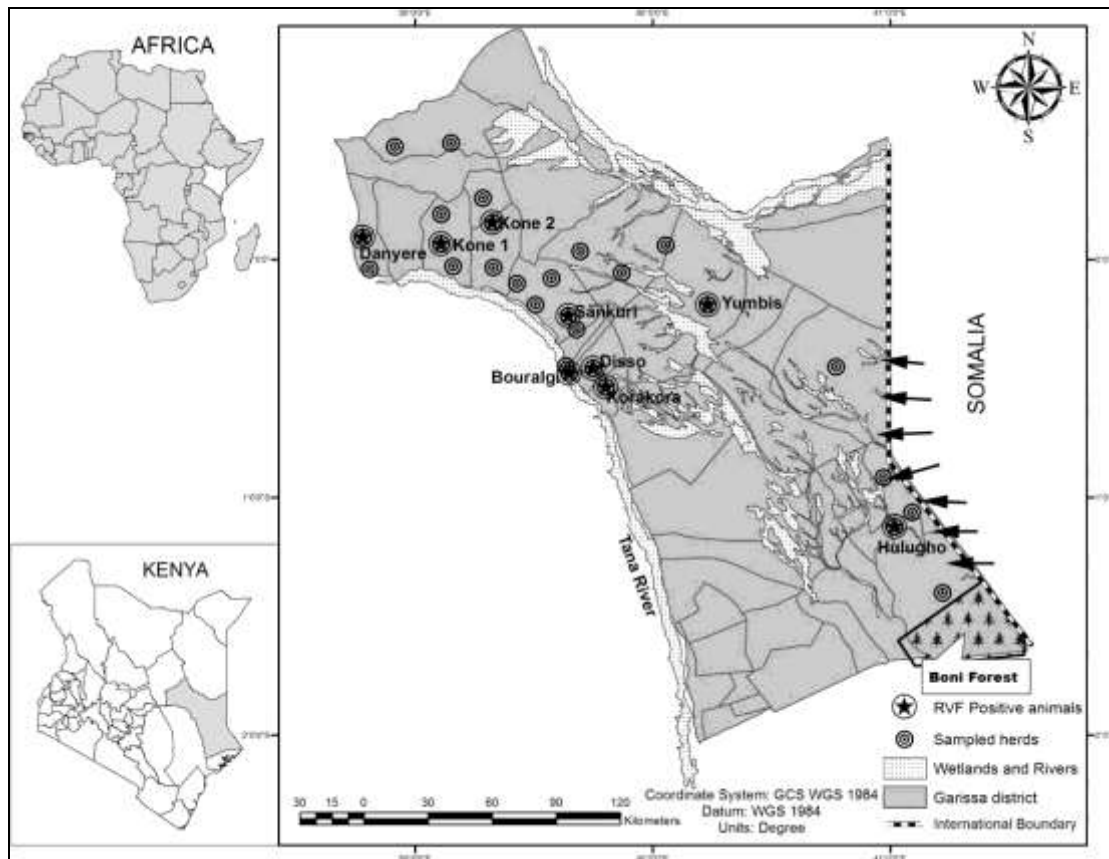 AFRICA
KENYA
N
W E
S
Kone 2
Kone 1
Danyere
Yumbis
Sankuri
Disso
Bouralgi
Korakora
SOMALIA
Hulugho
Tana River
Boni Forest
RVF Positive animals
Sampled herds
Wetlands and Rivers
Garissa district
International Boundary
Coordinate System: GCS WGS 1984
Datum: WGS 1984
Units: Degree
30 15 0 30 60 90 120
Kilometers